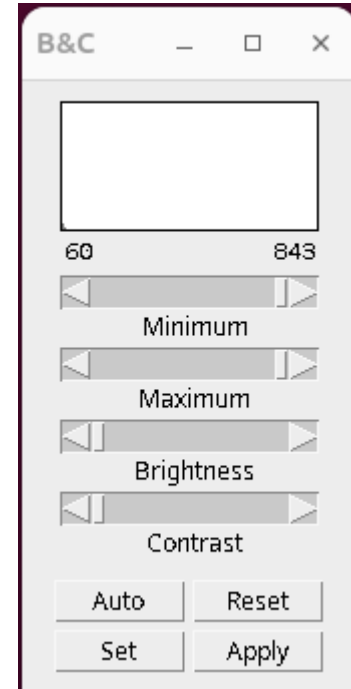 B&C
60 843
Minimum
Maximum
Brightness
Contrast
Auto Reset
Set Apply